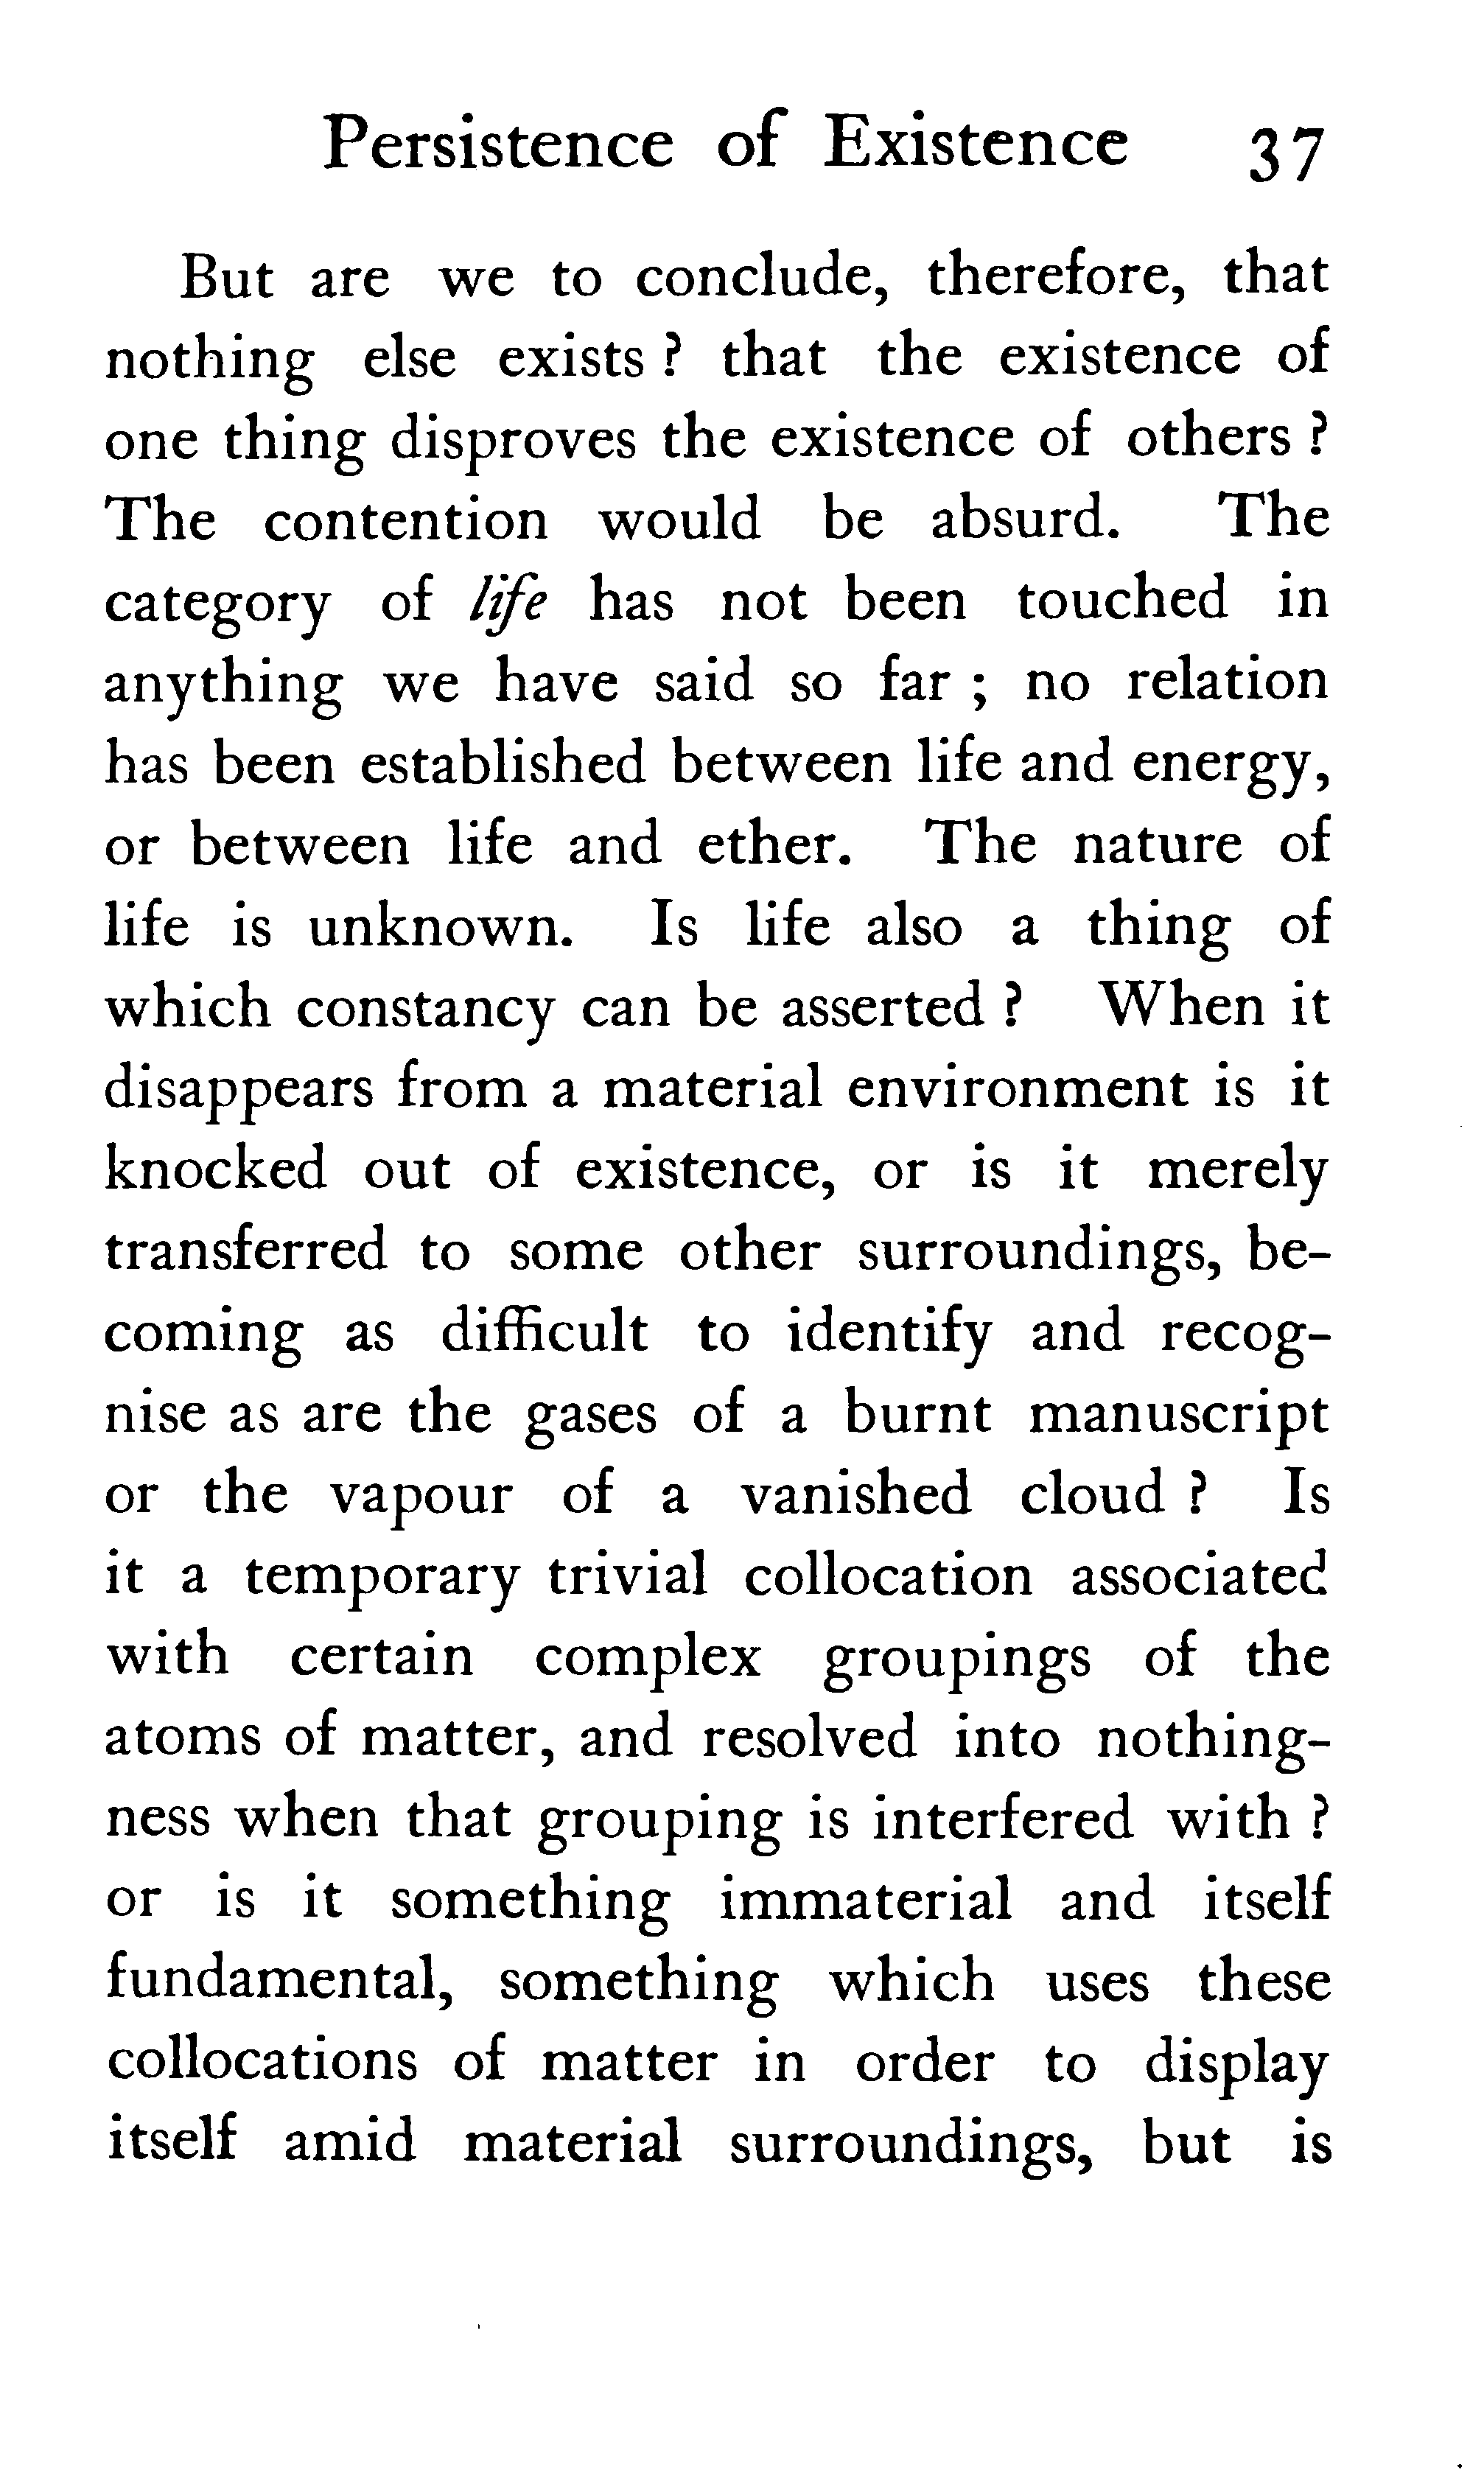 Persistence of Existence 37
But are we to conclude, therefore, that
nothing else exists ? that the existence of
one thing disproves the existence of others ?
The contention would be absurd. The
category of life has not been touched in
anything we have said so far ; no relation
has been established between life and energy,
or between life and ether. The nature of
life is unknown. Is life also a thing of
which constancy can be asserted ? When it
disappears from a material environment is it
knocked out of existence, or is it merely
transferred to some other surroundings, be-
coming as difficult to identify and recog-
nise as are the gases of a burnt manuscript
or the vapour of a vanished cloud ? Is
it a temporary trivial collocation associated
with certain complex groupings of the
atoms of matter, and resolved into nothing-
ness when that grouping is interfered with ?
or is it something immaterial and itself
fundamental, something which uses these
collocations of matter in order to display
itself amid material surroundings, but is